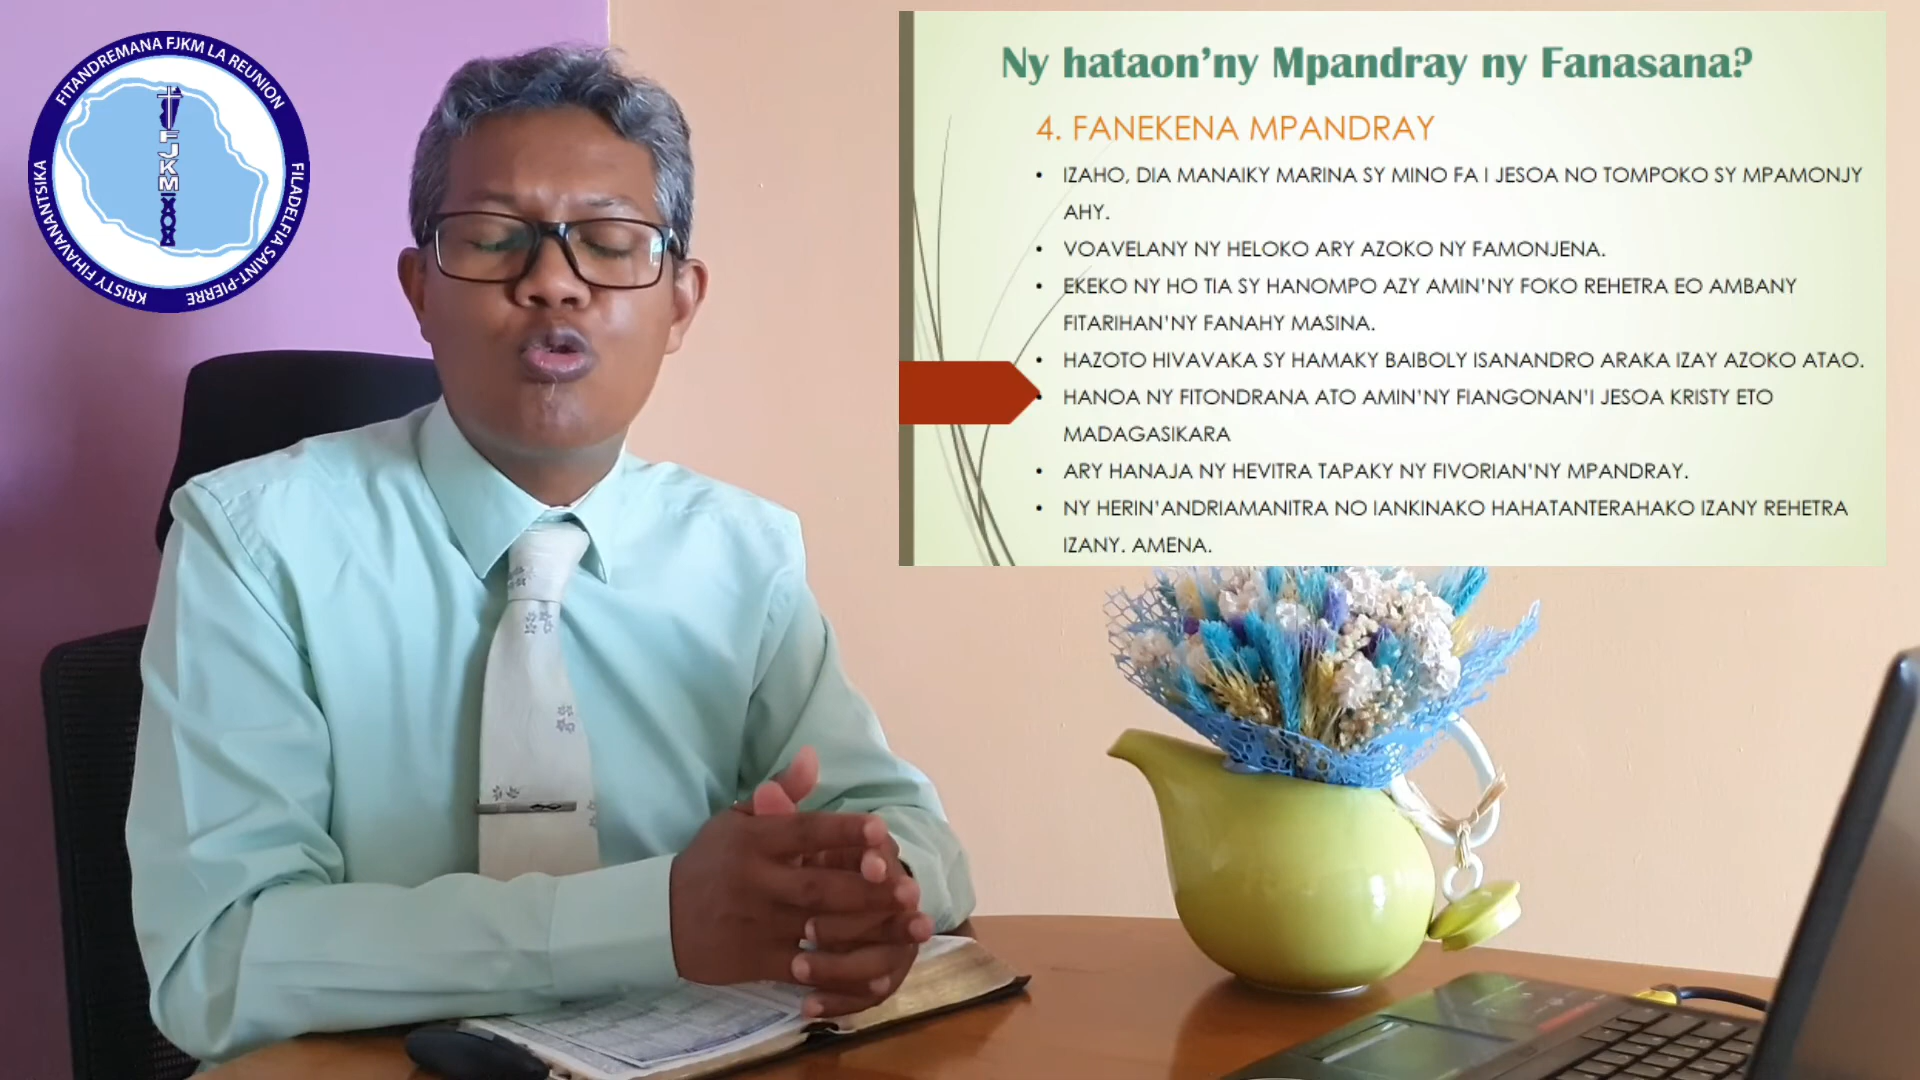 FITANDREMANA FJKM LA REUNION
FILADELFIA SAINT-PIERRE
KRISTY FIHAVANANTSIKA
FJKM
Ny hataon’ny Mpandray ny Fanasana?
4. FANEKENA MPANDRAY
• IZAHO, DIA MANAIKY MARINA SY MINO FA I JESOA NO TOMPOKO SY MPAMONJY
AHY.
• VOAVELANY NY HELOKO ARY AZOKO NY FAMONJENA.
• EKEKO NY HO TIA SY HANOMPO AZY AMIN’NY FOKO REHETRA EO AMBANY
FITARIHAN’NY FANAHY MASINA.
• HAZOTO HIVAVAKA SY HAMAKY BAIBOLY ISANANDRO ARAKA IZAY AZOKO ATAO.
• HANOA NY FITONDRANA ATO AMIN’NY FIANGONAN’I JESOA KRISTY ETO
MADAGASIKARA
• ARY HANAJA NY HEVITRA TAPAKY NY FIVORIAN’NY MPANDRAY.
• NY HERIN’ANDRIAMANITRA NO IANKINAKO HAHATANTERAHAKO IZANY REHETRA
IZANY. AMENA.